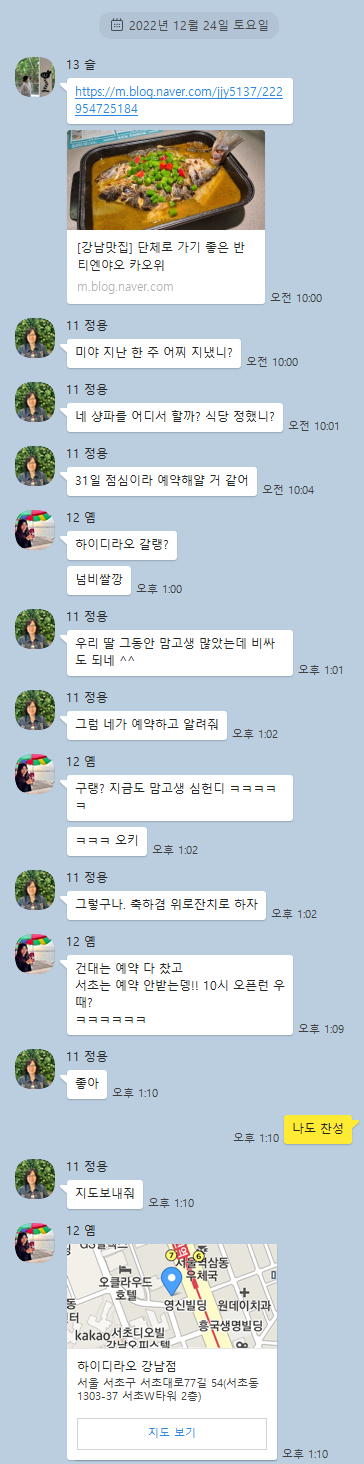 2022년 12월 24일 토요일
13 슬
https://m.blog.naver.com/jjy5137/222
954725184
[강남맛집] 단체로 가기 좋은 반
티엔야오 카오위
m.blog.naver.com
오전 10:00
11 정용
미야 지난 한 주 어찌 지냈니?
오전 10:00
11 정용
네 샹파를 어디서 할까? 식당 정했니?
오전 10:01
11 정용
31일 점심이라 예약해얄 거 같어
오전 10:04
12 옘
하이디라오 갈랭?
넘비쌀깡
오후 1:00
11 정용
우리 딸 그동안 맘고생 많았는데 비싸
도 되네 ^^
오후 1:01
11 정용
그럼 네가 예약하고 알려줘
오후 1:02
12 옘
구랭? 지금도 맘고생 심헌디 ㅋㅋㅋㅋ
ㅋ
ㅋㅋㅋ 오키
오후 1:02
11 정용
그렇구나. 축하겸 위로잔치로 하자
오후 1:02
12 옘
건대는 예약 다 찼고
서초는 예약 안받는뎅!! 10시 오픈런 우
때?
ㅋㅋㅋㅋㅋㅋ
오후 1:09
11 정용
좋아
오후 1:10
나도 찬성
오후 1:10
11 정용
지도보내줘
오후 1:10
12 옘
7
6
서울역삼동
우체국
오클라우드
호텔
영신빌딩
원데이치과
센터
kakao
서초디오빌
흥국생명빌딩
강남오피스텔
하이디라오 강남점
서울 서초구 서초대로77길 54(서초동
1303-37 서초W타워 2층)
지도 보기
오후 1:10